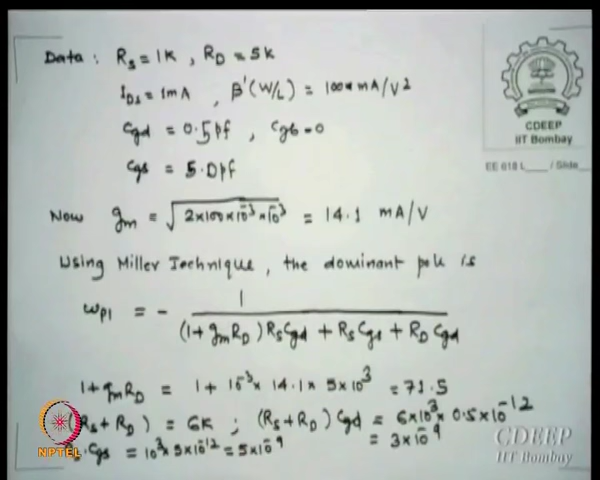 Data : RS = 1K , RD = 5K
IDS = 1mA , β'(W/L) = 100 mA/V²
Cgd = 0.5pf , Cgb = 0
Cgs = 5.0pf
Now gm = √2×100×10⁻³×10⁻³ = 14.1 mA/V
Using Miller Technique, the dominant pole is
ωp1 = - 1 / ((1+gmRD)RSCgd + RSCgs + RDCgd)
1+gmRD = 1 + 10⁻³ × 14.1 × 5×10³ = 71.5
(RS+RD) = 6K ; (RS+RD)Cgd = 6×10³ × 0.5×10⁻¹²
= 3×10⁻⁹
Cgs = 10³×5×10⁻¹² = 5×10⁻⁹
CDEEP
IIT Bombay
EE 618 L____ / Slide__
NPTEL
CDEEP
IIT Bombay